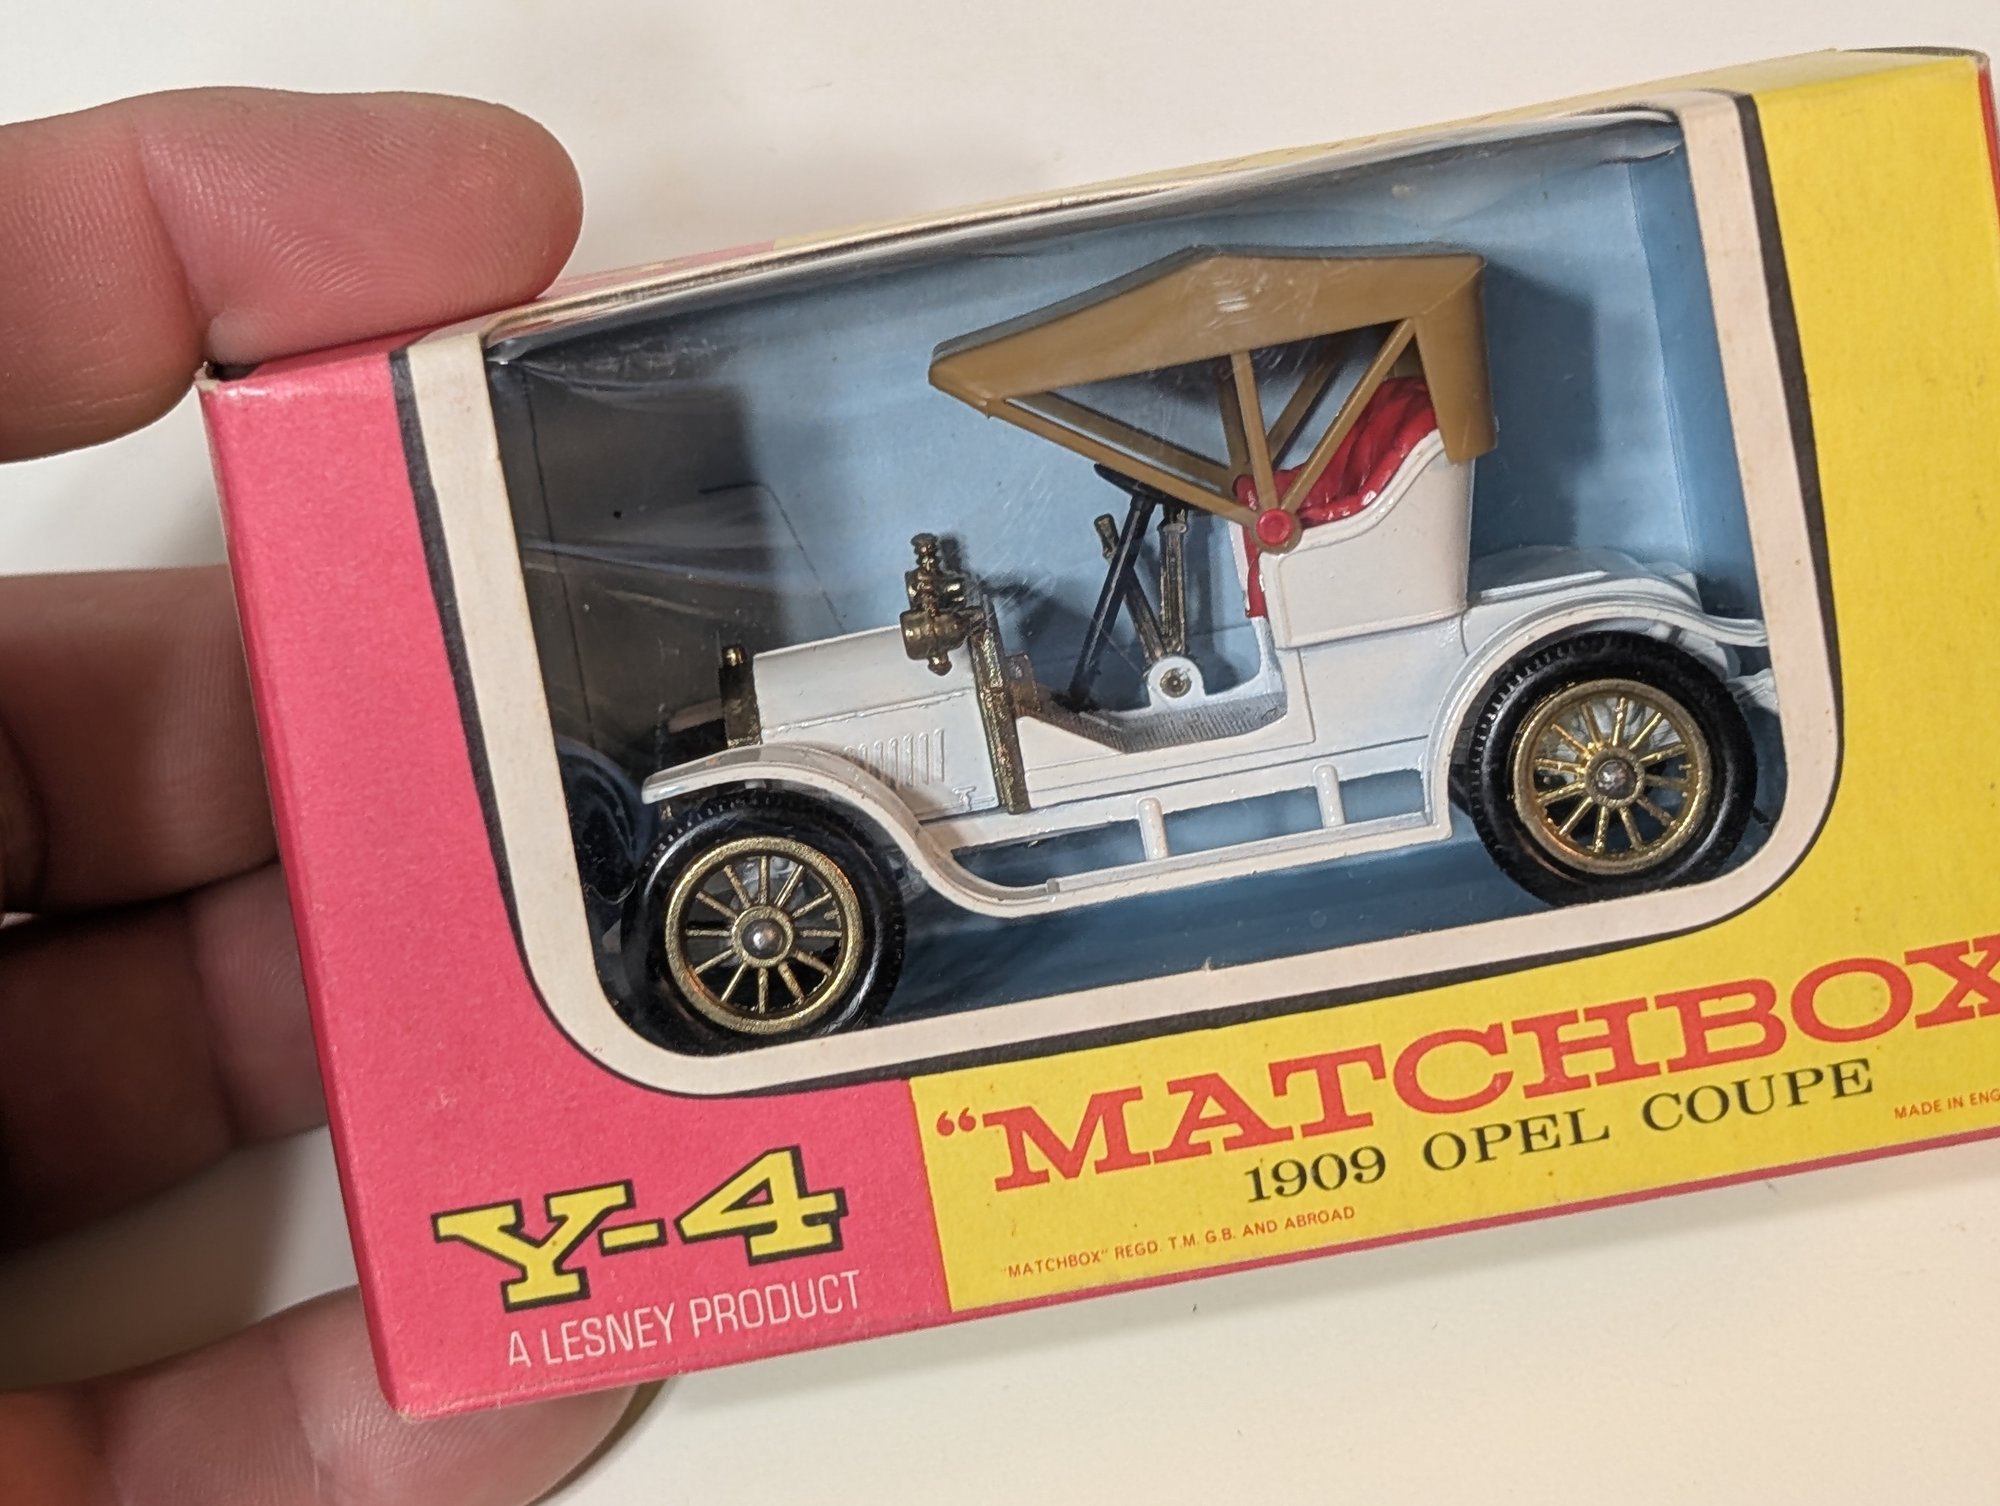 "MATCHBOX
1909 OPEL COUPE
MADE IN ENG
"MATCHBOX" REGD. T.M. G.B. AND ABROAD
Y-4
A LESNEY PRODUCT